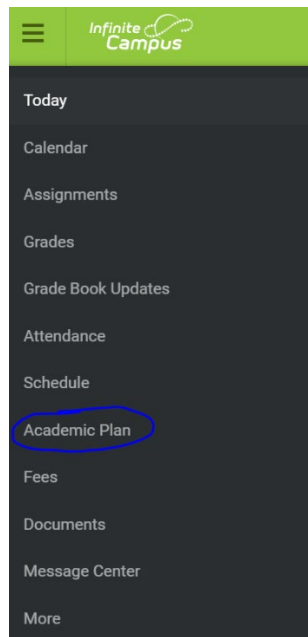 Infinite
Campus
Today
Calendar
Assignments
Grades
Grade Book Updates
Attendance
Schedule
Academic Plan
Fees
Documents
Message Center
More